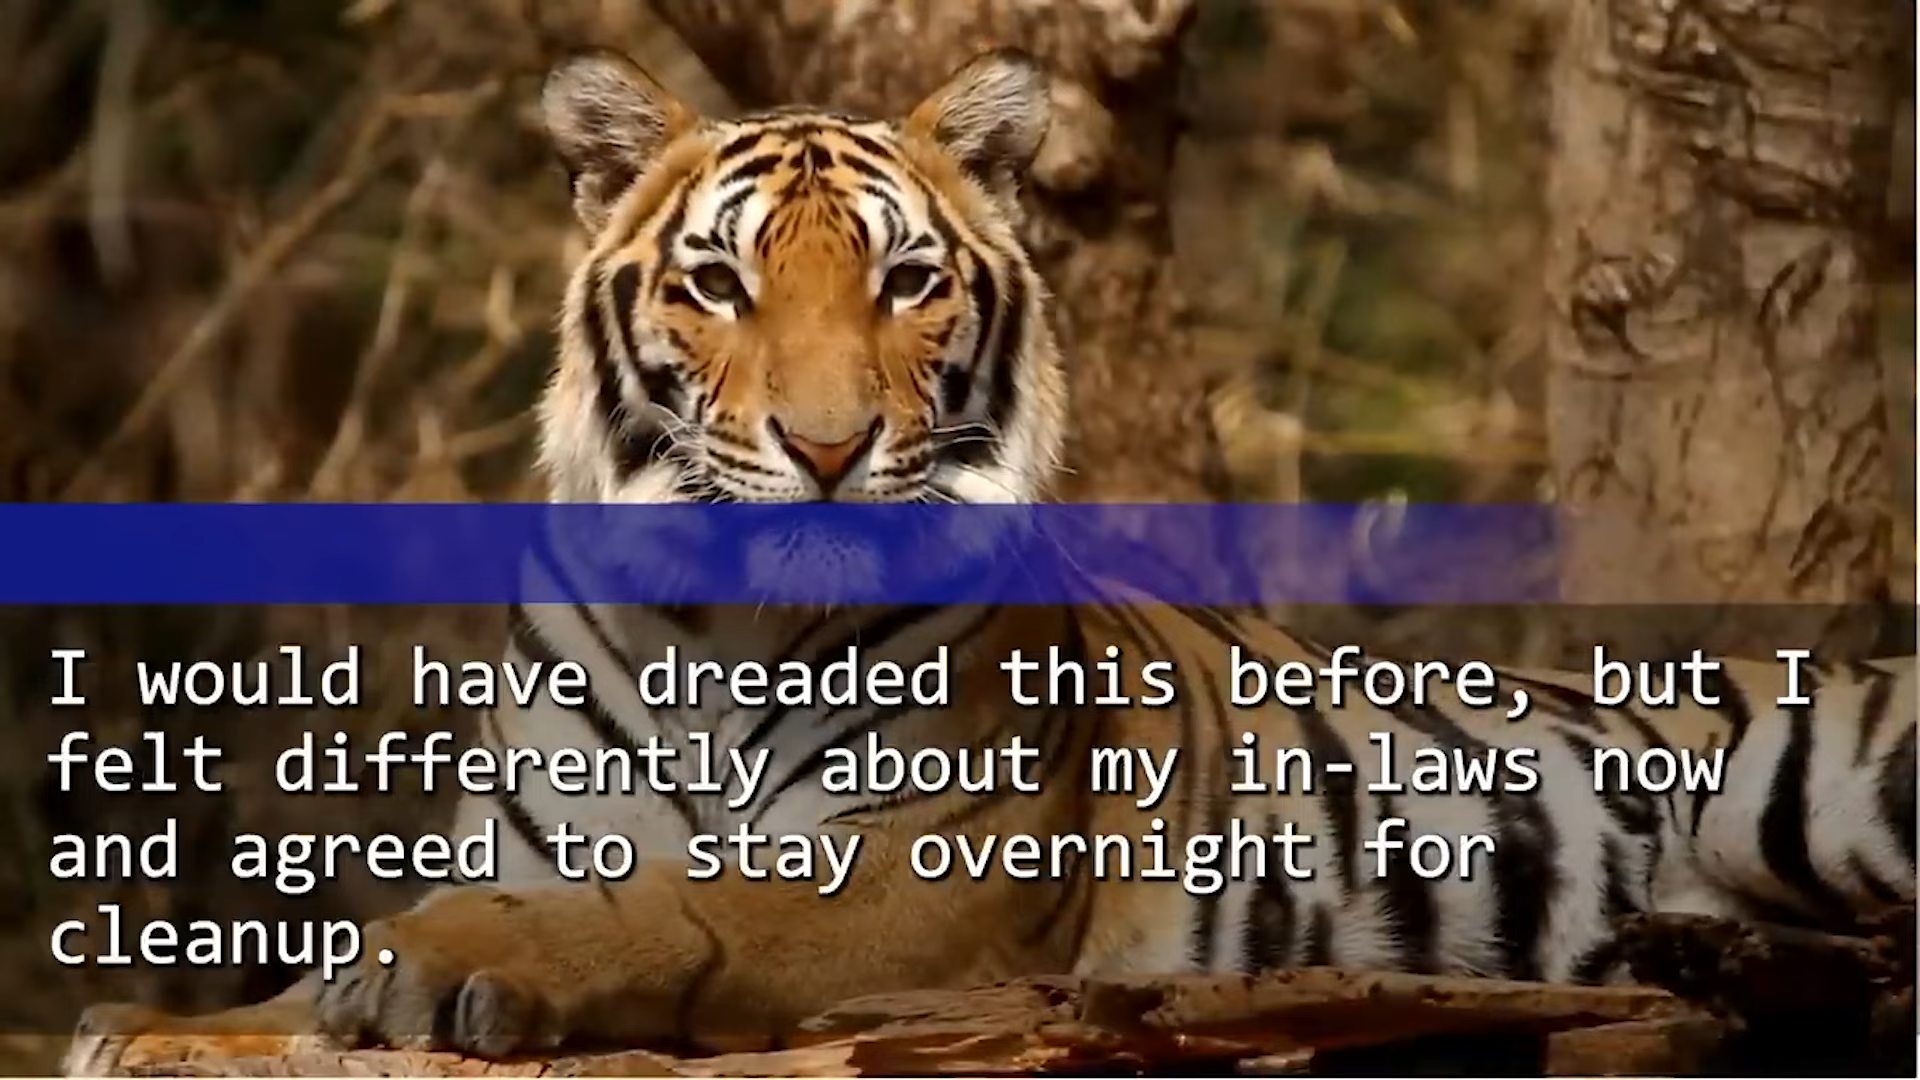 I would have dreaded this before, but I
felt differently about my in-laws now
and agreed to stay overnight for
cleanup.